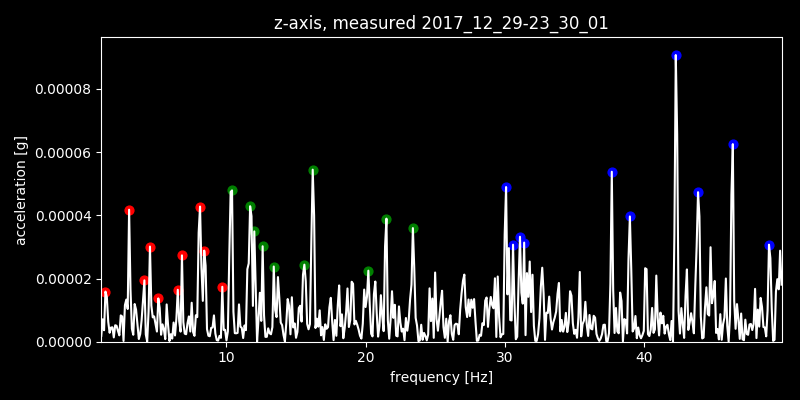 z-axis, measured 2017_12_29-23_30_01
0.00008
0.00006
0.00004
0.00002
0.00000
acceleration [g]
10 20 30 40
frequency [Hz]